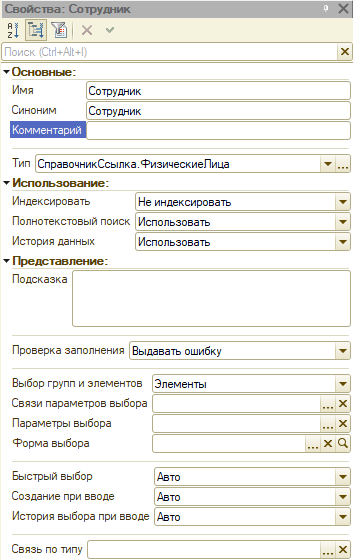 Свойства: Сотрудник
Поиск (Ctrl+Alt+I)
Основные:
Имя Сотрудник
Синоним Сотрудник
Комментарий
Тип СправочникСсылка.ФизическиеЛица
Использование:
Индексировать Не индексировать
Полнотекстовый поиск Использовать
История данных Использовать
Представление:
Подсказка
Проверка заполнения Выдавать ошибку
Выбор групп и элементов Элементы
Связи параметров выбора
Параметры выбора
Форма выбора
Быстрый выбор Авто
Создание при вводе Авто
История выбора при вводе Авто
Связь по типу